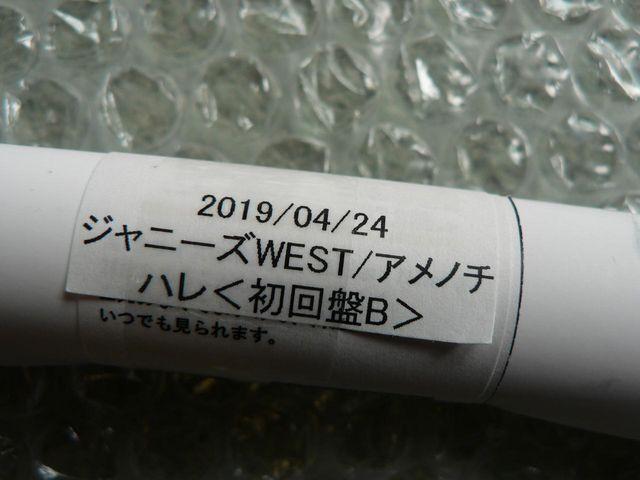 2019/04/24
ジャニーズWEST/アメノチ
ハレ<初回盤B>
いつでも見られます。